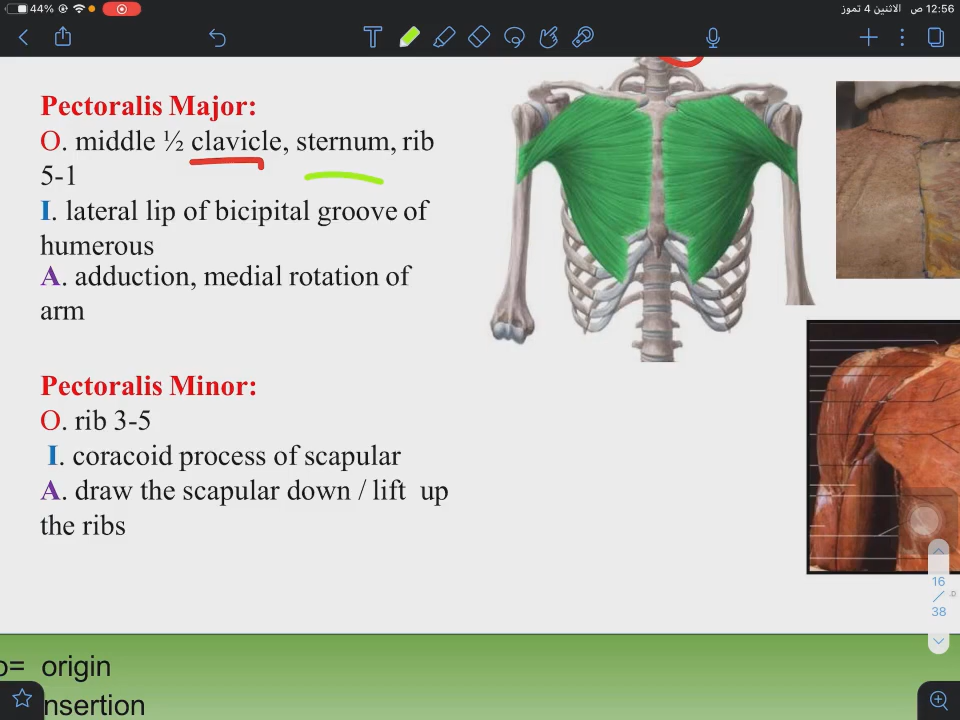 44%
12:56 ص الاثنين 4 تموز
Pectoralis Major:
O. middle ½ clavicle, sternum, rib
5-1
I. lateral lip of bicipital groove of
humerous
A. adduction, medial rotation of
arm
Pectoralis Minor:
O. rib 3-5
I. coracoid process of scapular
A. draw the scapular down / lift up
the ribs
16
/
38
o= origin
nsertion